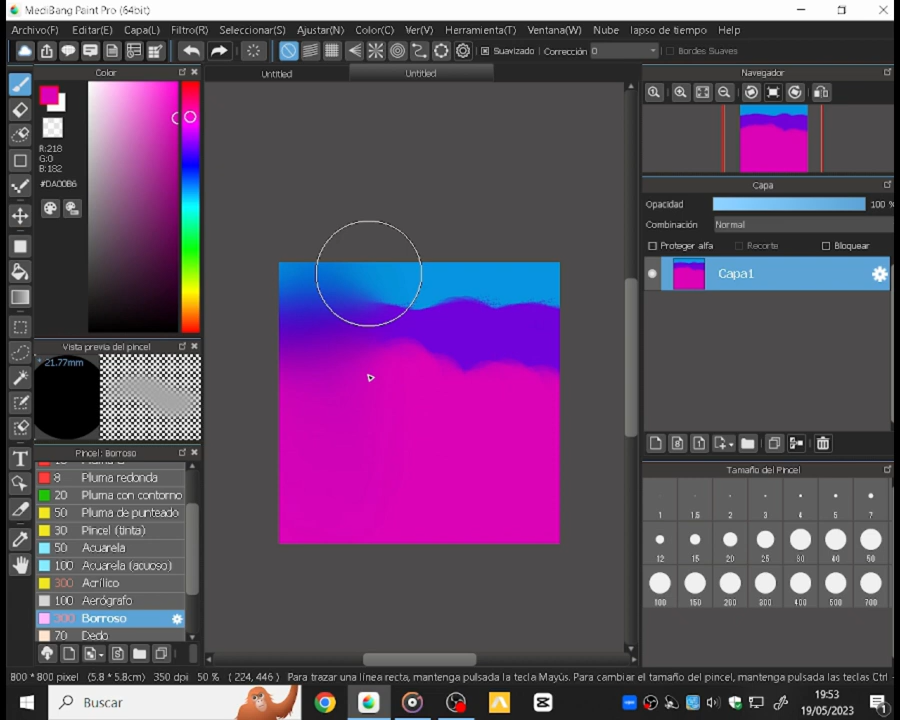 MediBang Paint Pro (64bit)
Archivo(F) Editar(E) Capa(L) Filtro(R) Seleccionar(S) Ajustar(N) Color(C) Ver(V) Herramienta(T) Ventana(W) Nube lapso de tiempo Help
Suavizado Corrección 0 Bordes Suaves
Color
Untitled
Untitled
Navegador
R:218
G:0
B:182
#DA00B6
Capa
Opacidad 100 %
Combinación Normal
Proteger alfa Recorte Bloquear
Capa1
Vista previa del pincel
* 21.77mm
Pincel: Borroso
8 Pluma redonda
20 Pluma con contorno
50 Pluma de punteado
30 Pincel (tinta)
50 Acuarela
100 Acuarela (acuoso)
300 Acrílico
100 Aerógrafo
300 Borroso
70 Dedo
T
Tamaño del Pincel
1 1.5 2 3 4 5 7
12 15 20 25 30 40 50
100 150 200 300 400 500 700
800 * 800 pixel (5.8 * 5.8cm) 350 dpi 50 % (224, 446) Para trazar una línea recta, mantenga pulsada la tecla Mayús. Para cambiar el tamaño del pincel, mantenga pulsada las teclas Ctrl
Buscar
19:53
19/05/2023
1